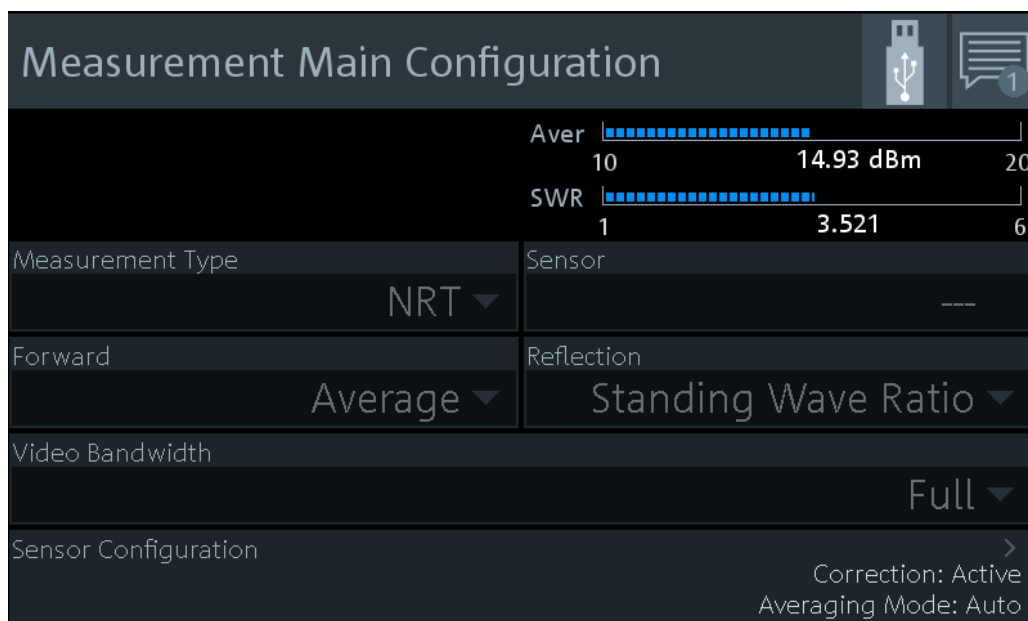 Measurement Main Configuration
1
Aver
10 14.93 dBm 20
SWR
1 3.521 6
Measurement Type
NRT
Sensor
---
Forward
Average
Reflection
Standing Wave Ratio
Video Bandwidth
Full
Sensor Configuration
Correction: Active
Averaging Mode: Auto